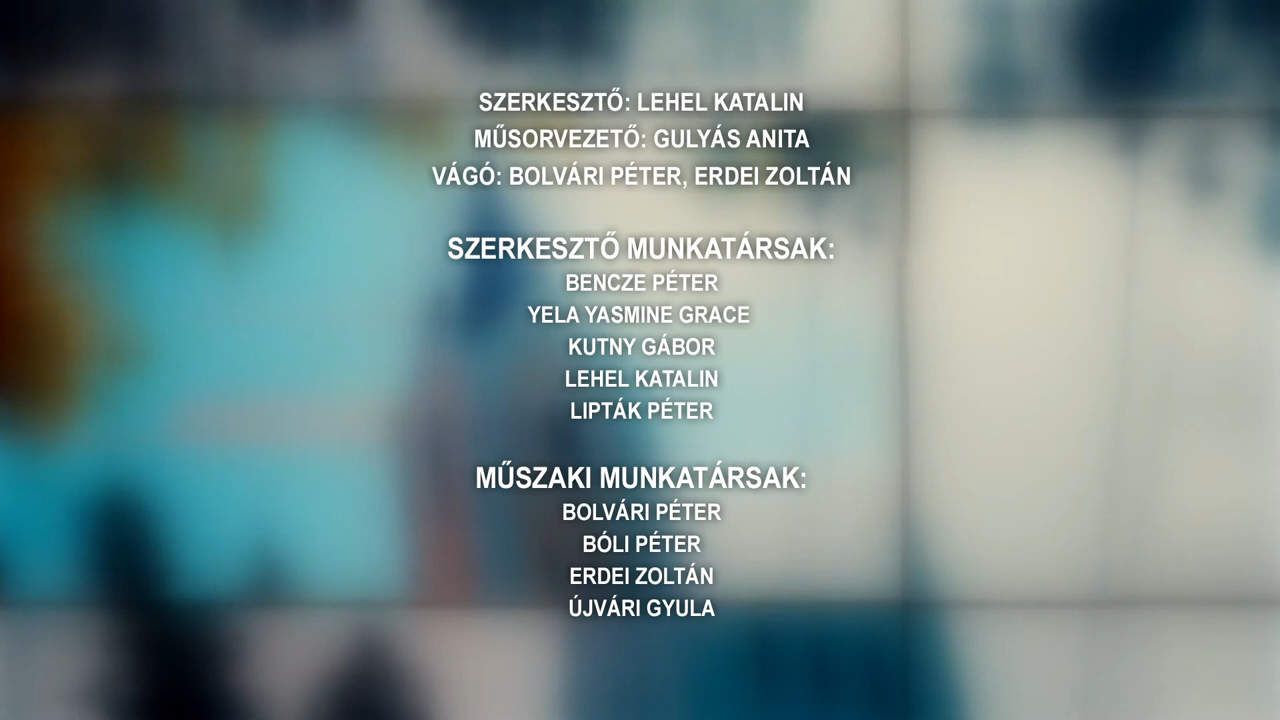 SZERKESZTŐ: LEHEL KATALIN
MŰSORVEZETŐ: GULYÁS ANITA
VÁGÓ: BOLVÁRI PÉTER, ERDEI ZOLTÁN
SZERKESZTŐ MUNKATÁRSAK:
BENCZE PÉTER
YELA YASMINE GRACE
KUTNY GÁBOR
LEHEL KATALIN
LIPTÁK PÉTER
MŰSZAKI MUNKATÁRSAK:
BOLVÁRI PÉTER
BÓLI PÉTER
ERDEI ZOLTÁN
ÚJVÁRI GYULA